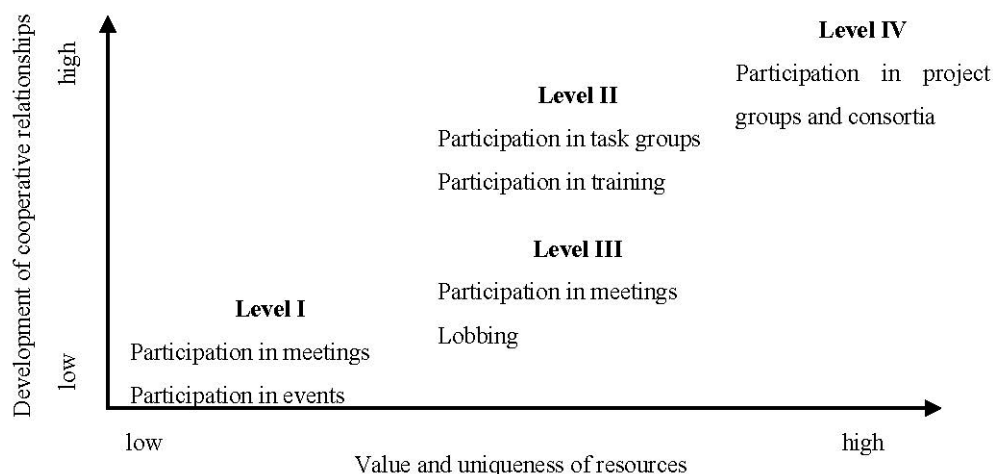 Development of cooperative relationships
high
low
Level IV
Participation in project
groups and consortia
Level II
Participation in task groups
Participation in training
Level III
Participation in meetings
Lobbing
Level I
Participation in meetings
Participation in events
low
high
Value and uniqueness of resources